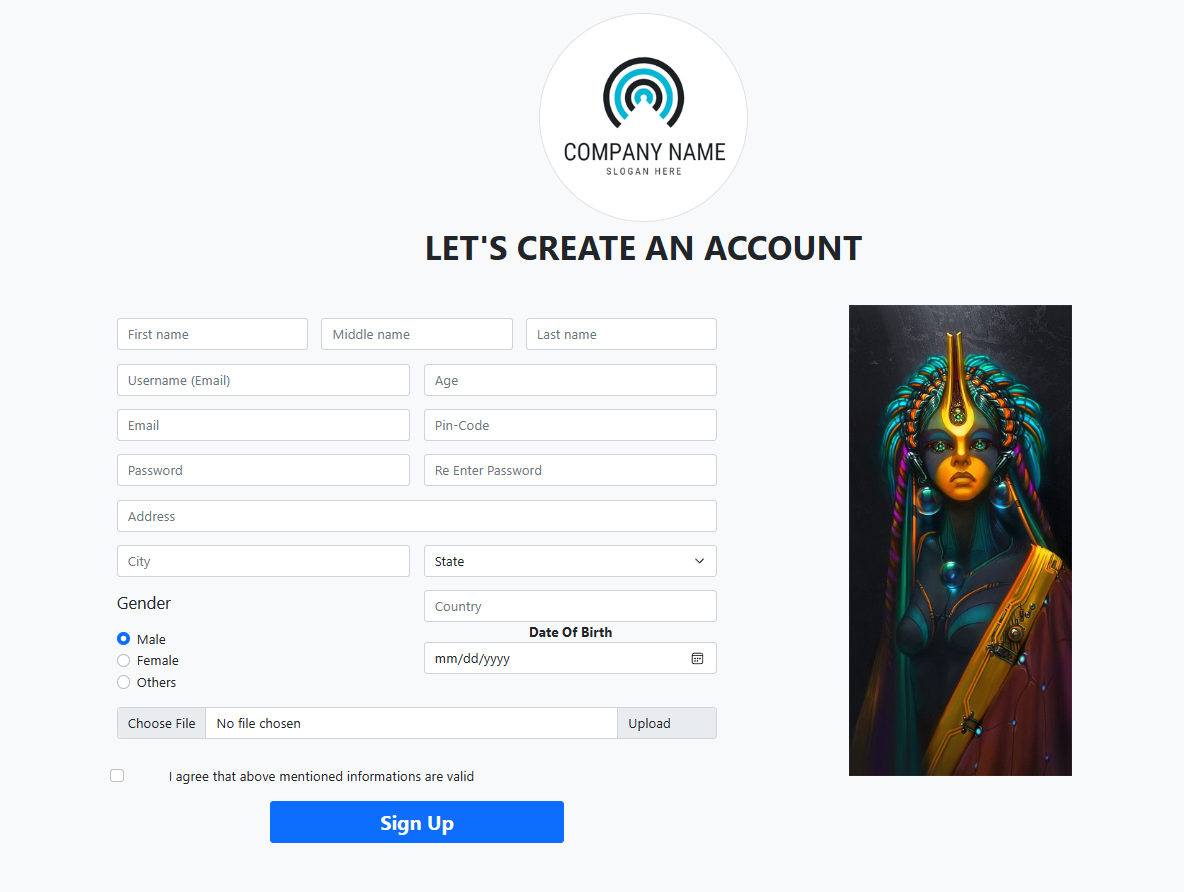 COMPANY NAME
SLOGAN HERE
LET'S CREATE AN ACCOUNT
First name Middle name Last name
Username (Email) Age
Email Pin-Code
Password Re Enter Password
Address
City State
Gender Country
Date Of Birth
Male mm/dd/yyyy
Female
Others
Choose File No file chosen Upload
I agree that above mentioned informations are valid
Sign Up